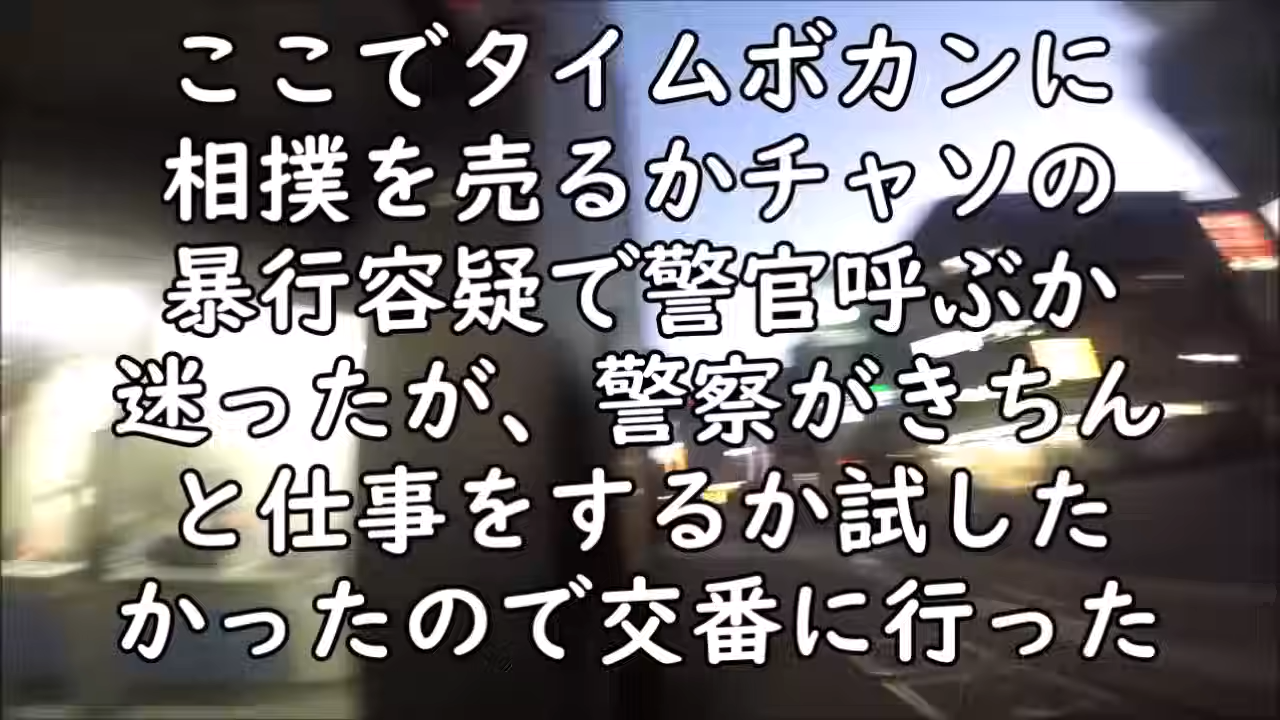 ここでタイムボカンに
相撲を売るかチャソの
暴行容疑で警官呼ぶか
迷ったが、警察がきちん
と仕事をするか試した
かったので交番に行った